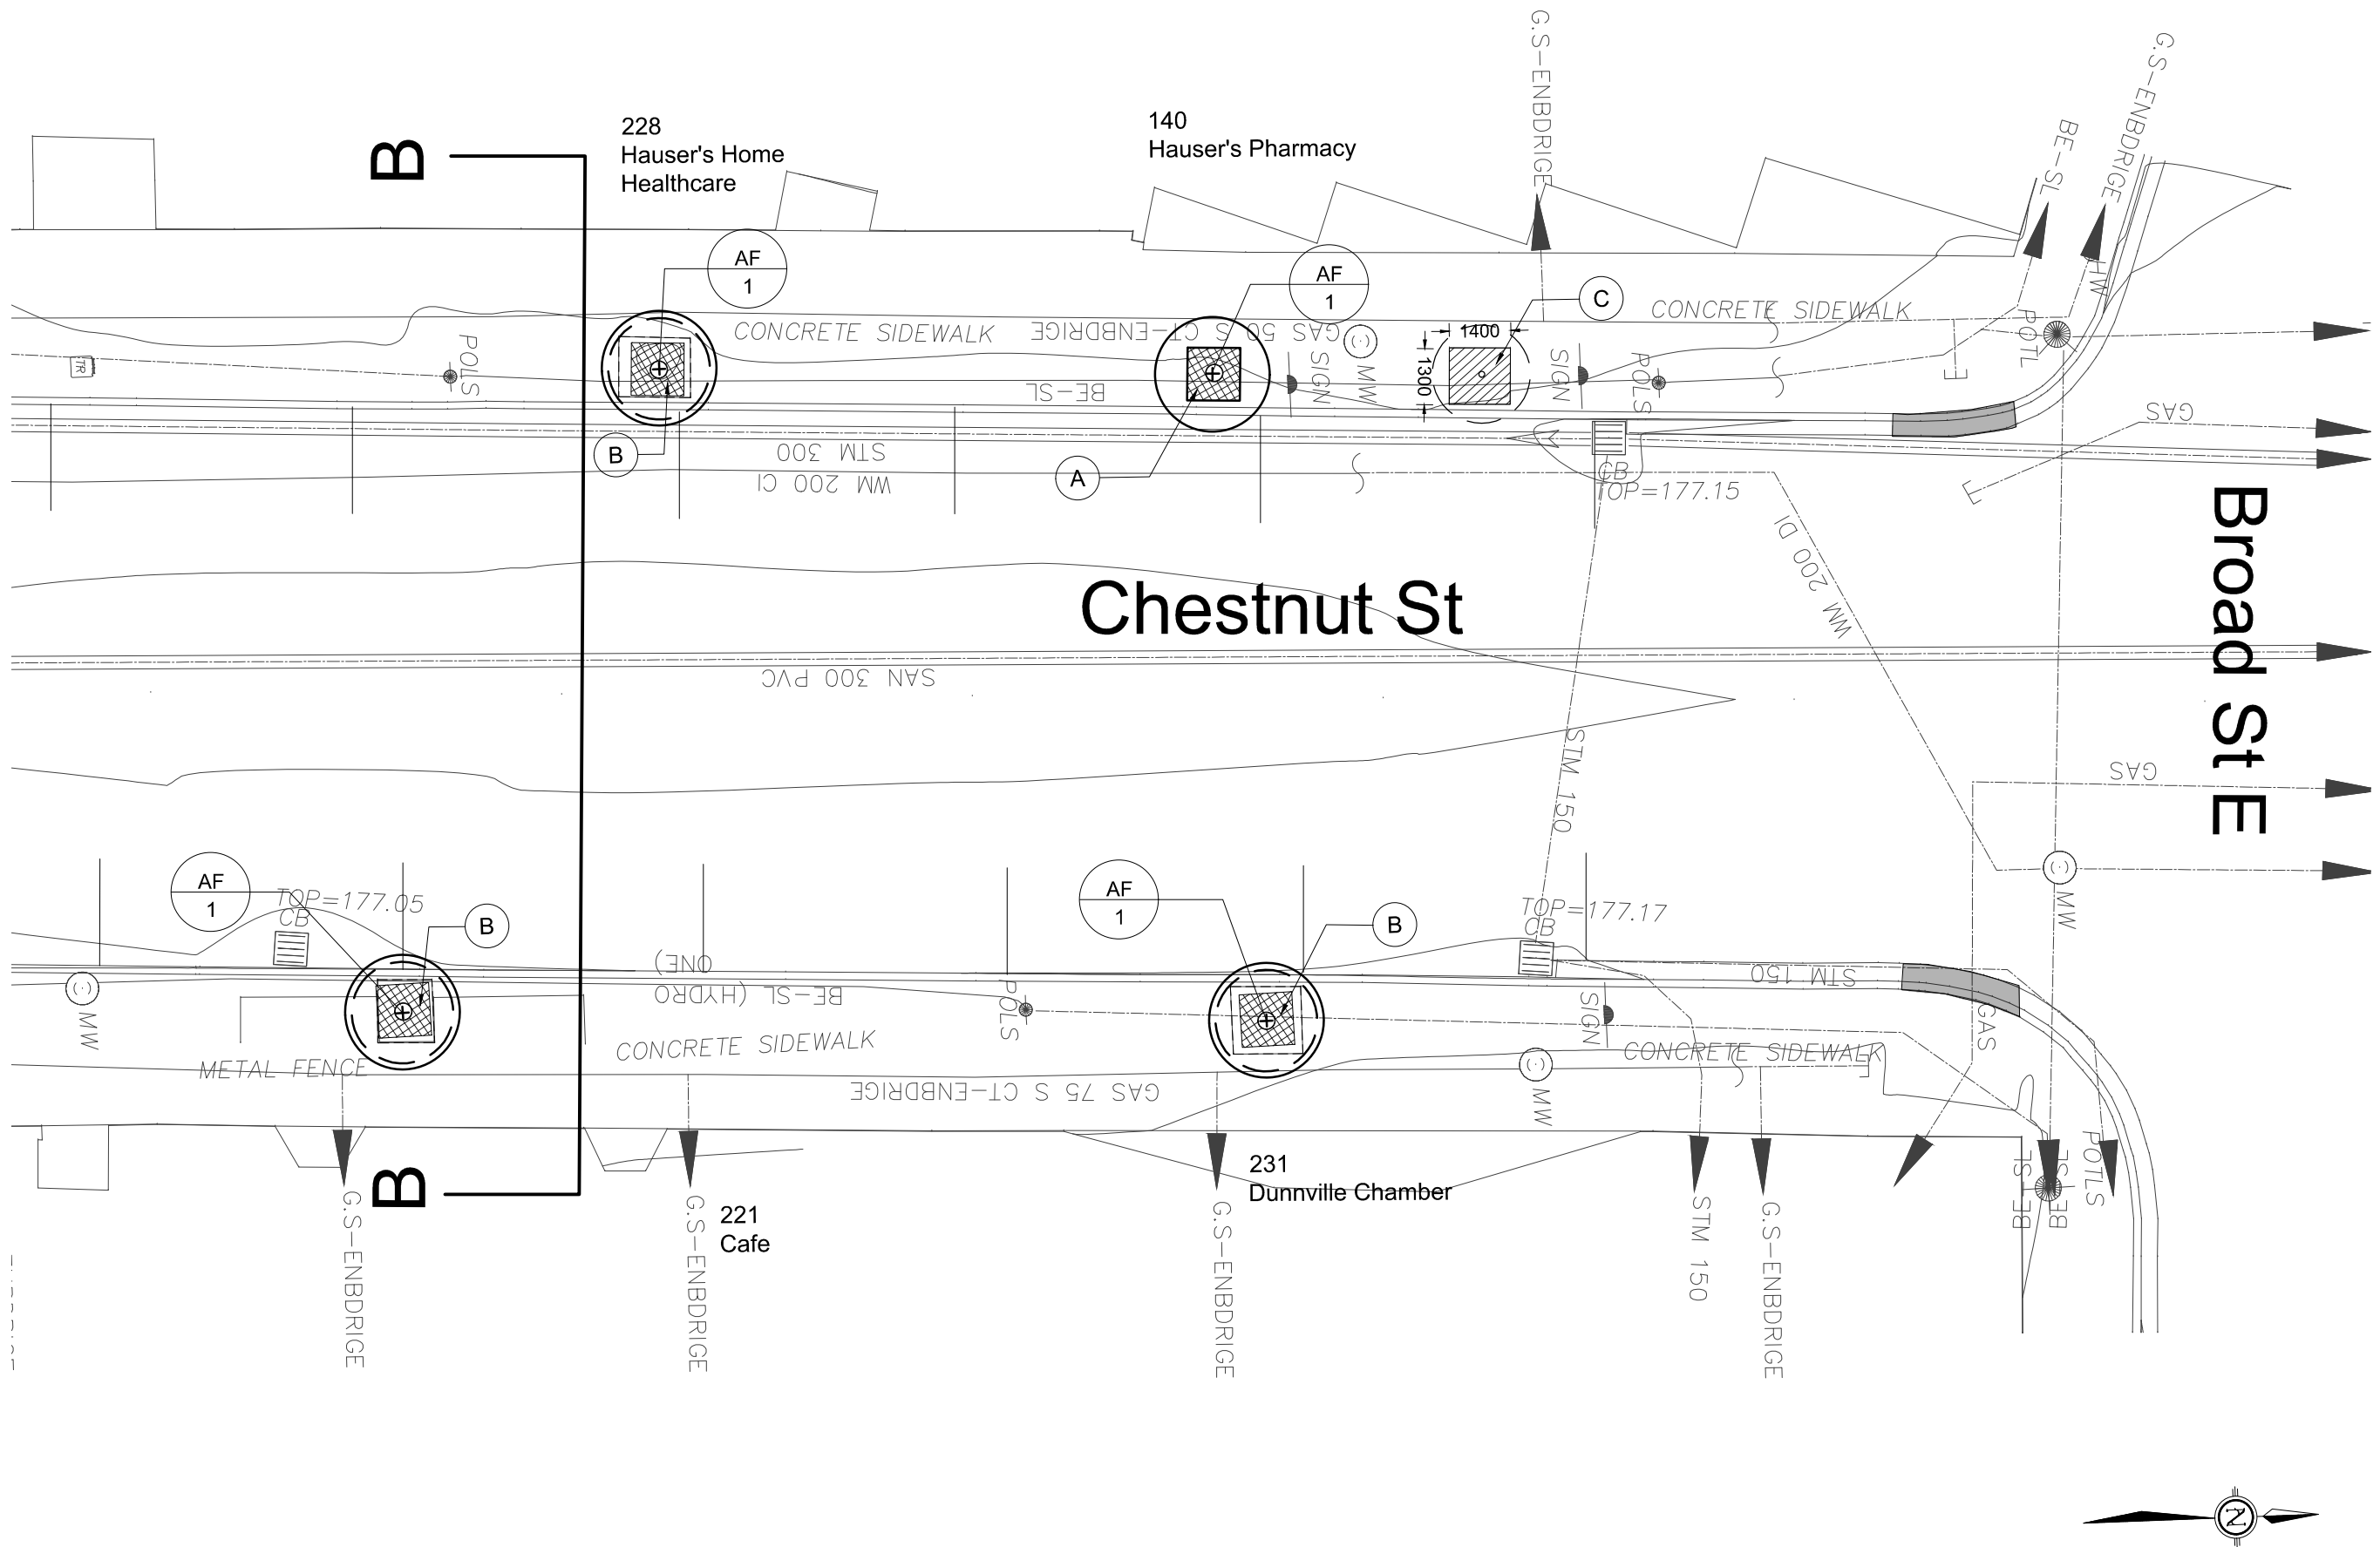 G.S-ENBDRIGE
G.S-ENBDRIGE
BE-SL
B
228
Hauser's Home
Healthcare
140
Hauser's Pharmacy
AF
1
AF
1
C
CONCRETE SIDEWALK
GAS 50 S CT-ENBDRIGE
CONCRETE SIDEWALK
1400
1300
MW
SIGN
SIGN
POLS
POLS
POTL
MH
TR
BE-SL
B
A
STM 300
WM 200 CI
CB
TOP=177.15
GAS
WM 200 DI
Chestnut St
Broad St E
SAN 300 PVC
STM 150
GAS
MW
AF
1
TOP=177.05
CB
B
AF
1
B
TOP=177.17
CB
BE-SL (HYDRO
ONE)
STM 150
MW
POLS
SIGN
GAS
CONCRETE SIDEWALK
CONCRETE SIDEWALK
METAL FENCE
GAS 75 S CT-ENBDRIGE
MW
B
231
Dunnville Chamber
221
Cafe
G.S-ENBDRIGE
G.S-ENBDRIGE
G.S-ENBDRIGE
STM 150
G.S-ENBDRIGE
BE-SL
BE-SL
POTLS
N